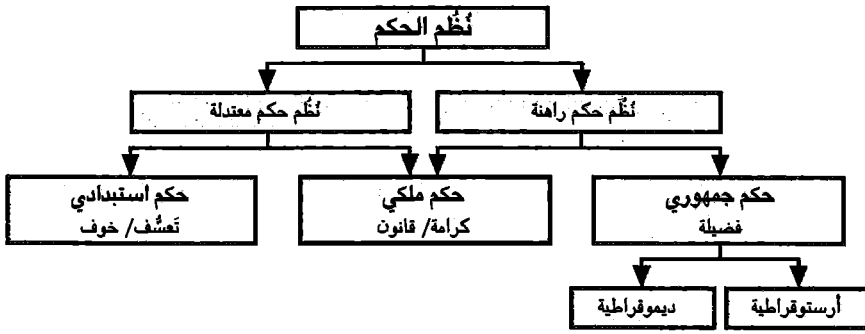 نُظُم الحكم
نُظُم حكم راهنة
نُظُم حكم معتدلة
حكم جمهوري
فضيلة
حكم ملكي
كرامة/ قانون
حكم استبدادي
تَعسُّف/ خوف
أرستوقراطية
ديموقراطية